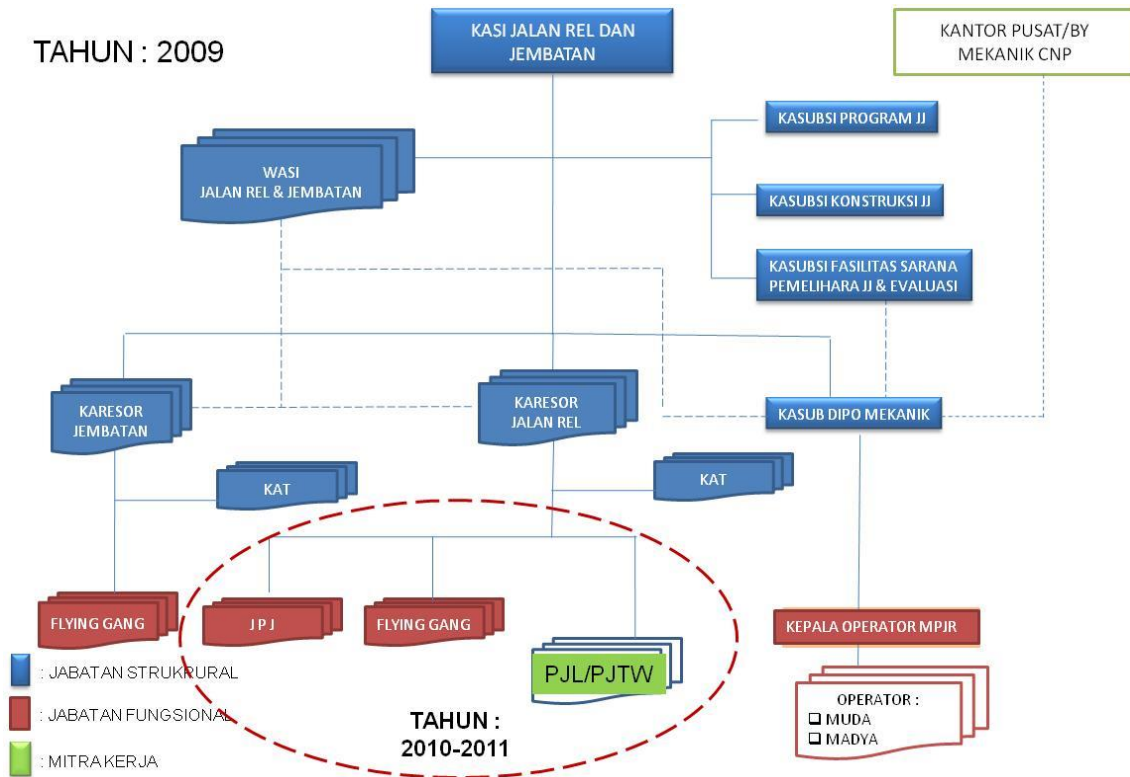 TAHUN : 2009
KASI JALAN REL DAN
JEMBATAN
KANTOR PUSAT/BY
MEKANIK CNP
KASUBSI PROGRAM JJ
WASI
JALAN REL & JEMBATAN
KASUBSI KONSTRUKSI JJ
KASUBSI FASILITAS SARANA
PEMELIHARA JJ & EVALUASI
KARESOR
JEMBATAN
KARESOR
JALAN REL
KASUB DIPO MEKANIK
KAT
KAT
FLYING GANG
J P J
FLYING GANG
PJL/PJTW
KEPALA OPERATOR MPJR
OPERATOR :
MUDA
MADYA
: JABATAN STRUKRURAL
: JABATAN FUNGSIONAL
: MITRA KERJA
TAHUN :
2010-2011